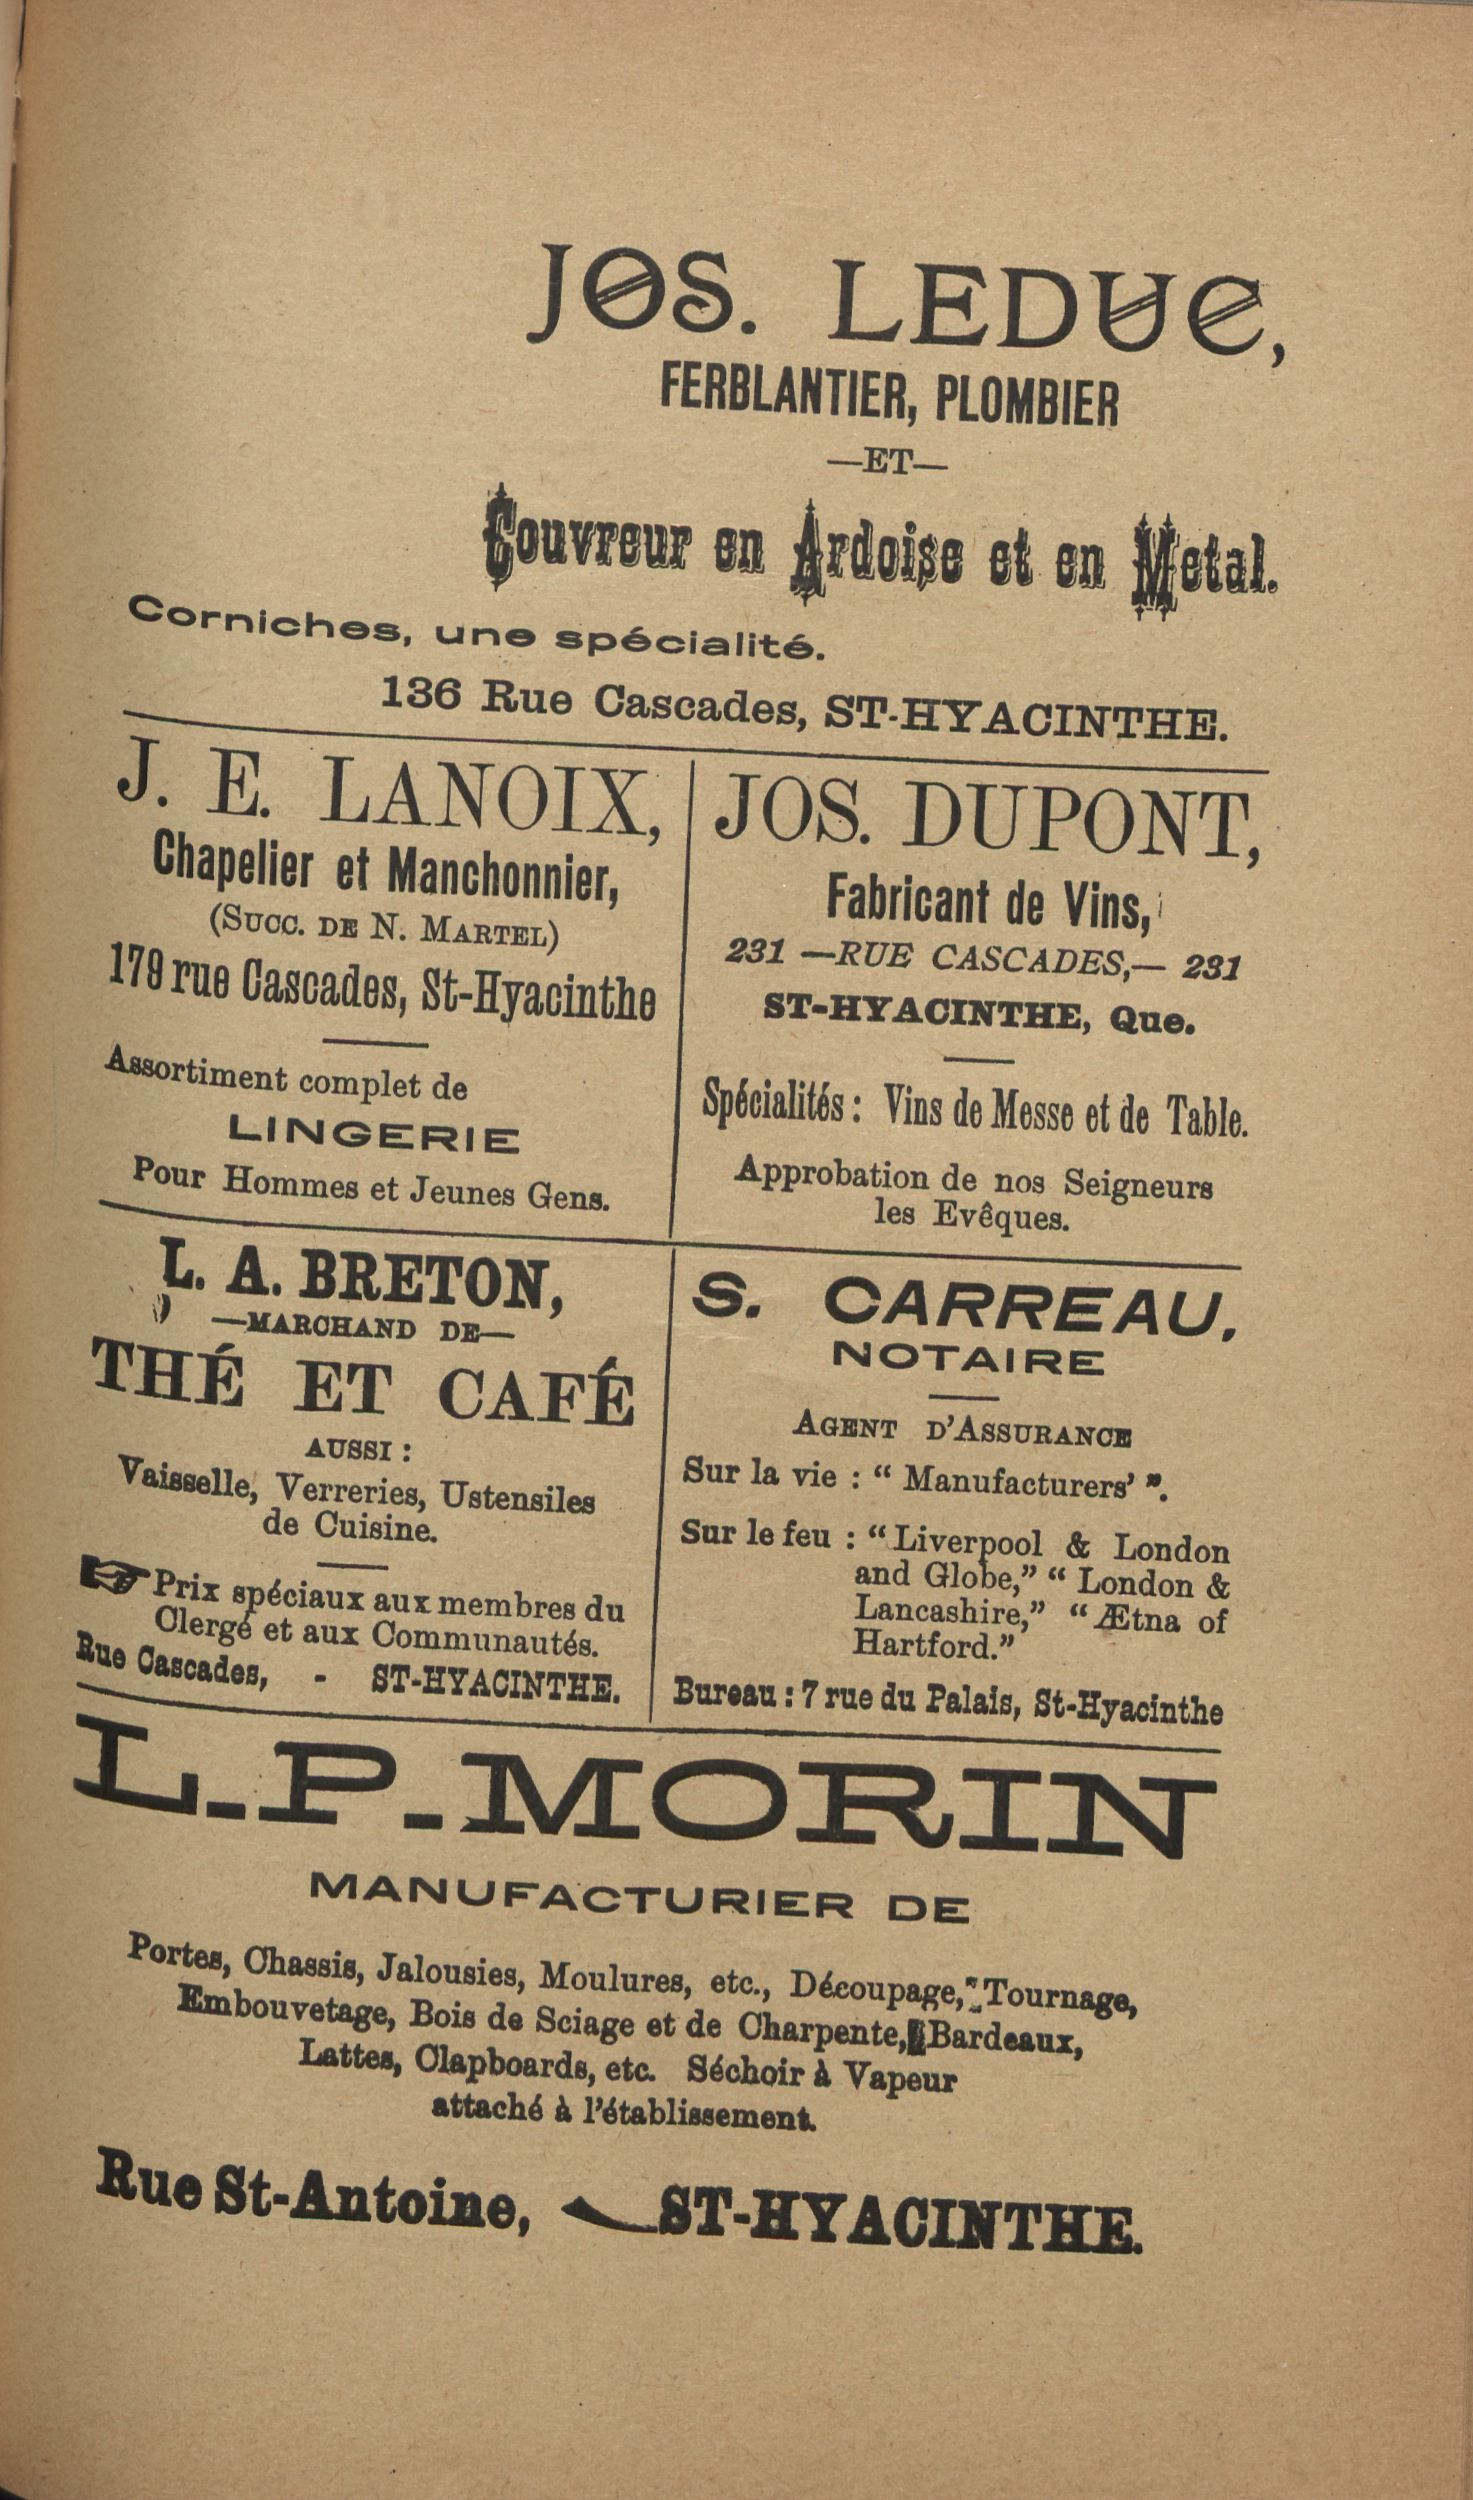 JOS. LEDUC,
FERBLANTIER, PLOMBIER
—ET—
Couvreur en Ardoise et en Metal.
Corniches, une spécialité.
136 Rue Cascades, ST-HYACINTHE.
J. E. LANOIX,
Chapelier et Manchonnier,
(SUCC. DE N. MARTEL)
179 rue Cascades, St-Hyacinthe
Assortiment complet de
LINGERIE
Pour Hommes et Jeunes Gens.
JOS. DUPONT,
Fabricant de Vins,
231 —RUE CASCADES,— 231
ST-HYACINTHE, Que.
Spécialités : Vins de Messe et de Table.
Approbation de nos Seigneurs
les Evêques.
L. A. BRETON,
—MARCHAND DE—
THÉ ET CAFÉ
AUSSI :
Vaisselle, Verreries, Ustensiles
de Cuisine.
☞ Prix spéciaux aux membres du
Clergé et aux Communautés.
Rue Cascades, - ST-HYACINTHE.
S. CARREAU,
NOTAIRE
AGENT D'ASSURANCE
Sur la vie : “ Manufacturers' ”.
Sur le feu : “ Liverpool & London
and Globe,” “ London &
Lancashire,” “ Ætna of
Hartford.”
Bureau : 7 rue du Palais, St-Hyacinthe
L.-P.-MORIN
MANUFACTURIER DE
Portes, Chassis, Jalousies, Moulures, etc., Découpage, Tournage,
Embouvetage, Bois de Sciage et de Charpente, Bardeaux,
Lattes, Clapboards, etc. Séchoir à Vapeur
attaché à l'établissement.
Rue St-Antoine, ST-HYACINTHE.